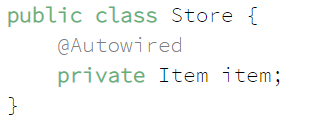 public class Store {
    @Autowired
    private Item item;
}